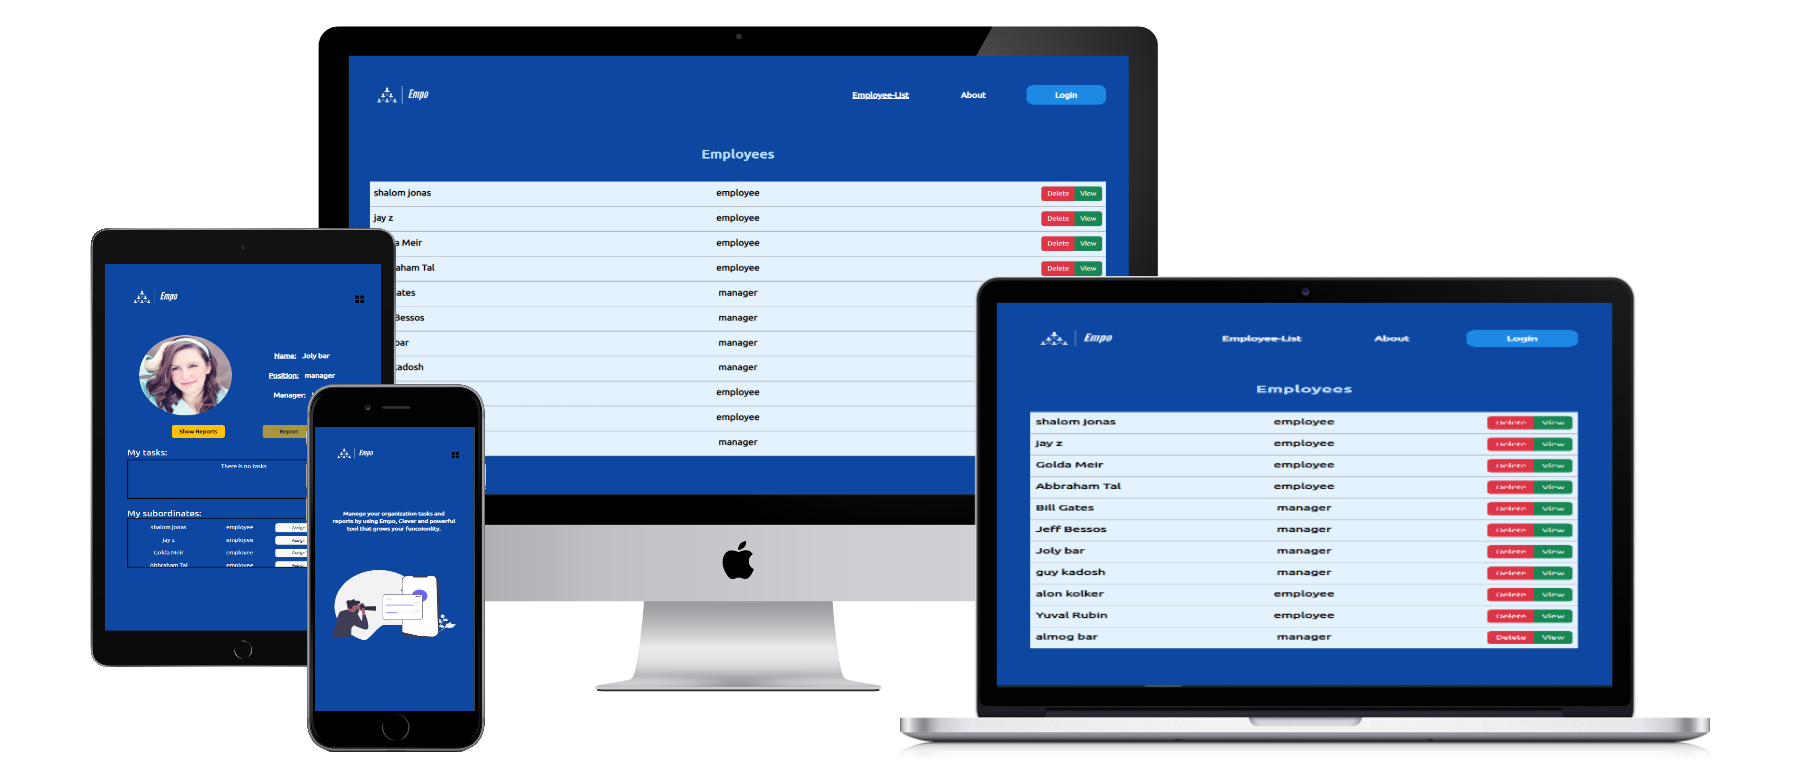 Empo
Employee-List
About
Login
Employees
shalom jonas employee Delete View
jay z employee Delete View
a Meir employee Delete View
raham Tal employee Delete View
ates manager
Bessos manager
bar manager
kadosh manager
employee
employee
manager
Empo
Name: Joly bar
Position: manager
Manager:
Show Reports
Report
My tasks:
There is no tasks
My subordinates:
shalom jonas employee Assign
jay z employee Assign
Golda Meir employee Assign
Abbraham Tal employee Assign
Empo
Manege your organization tasks and
reports by using Empo, Clever and powerful
tool that grows your funcnionlity.
Empo
Employee-List
About
Login
Employees
shalom jonas employee Delete View
jay z employee Delete View
Golda Meir employee Delete View
Abbraham Tal employee Delete View
Bill Gates manager Delete View
Jeff Bessos manager Delete View
Joly bar manager Delete View
guy kadosh manager Delete View
alon kolker employee Delete View
Yuval Rubin employee Delete View
almog bar manager Delete View